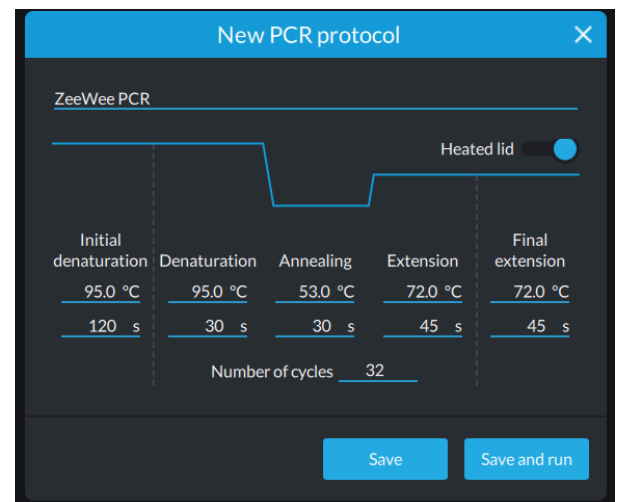 New PCR protocol
ZeeWee PCR
Heated lid
Initial denaturation Denaturation Annealing Extension Final extension
95.0 °C 95.0 °C 53.0 °C 72.0 °C 72.0 °C
120 s 30 s 30 s 45 s 45 s
Number of cycles 32
Save Save and run